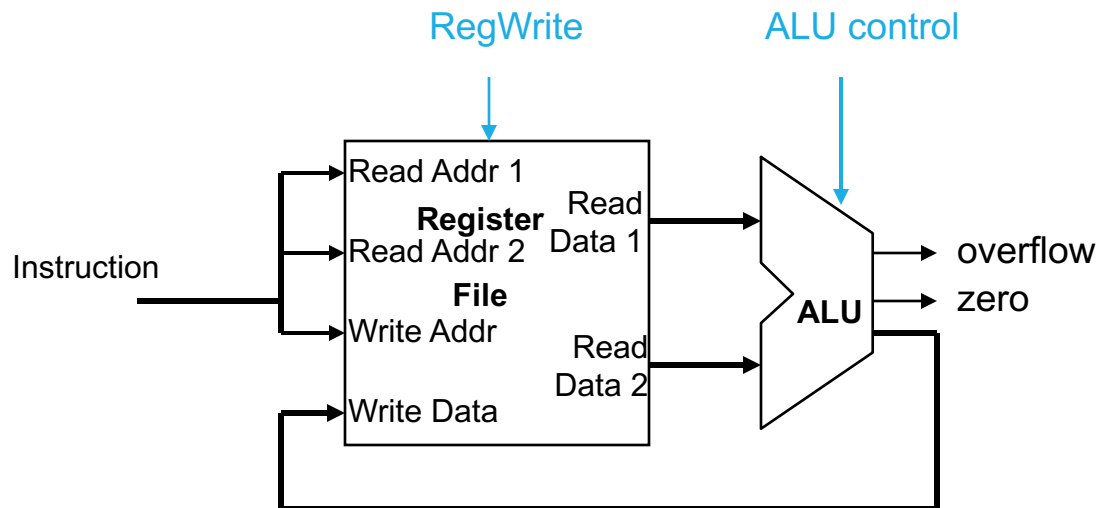 RegWrite
ALU control
Instruction
Read Addr 1
Register
Read Addr 2
File
Write Addr
Write Data
Read
Data 1
Read
Data 2
ALU
overflow
zero